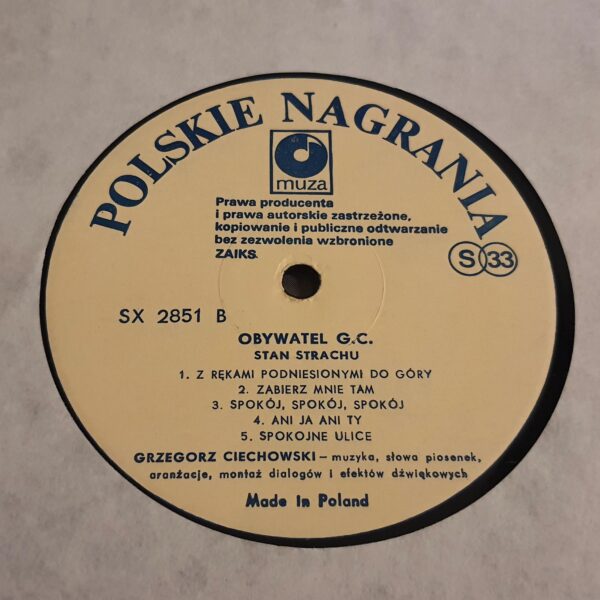 POLSKIE NAGRANIA
muza
Prawa producenta
i prawa autorskie zastrzeżone,
kopiowanie i publiczne odtwarzanie
bez zezwolenia wzbronione
ZAIKS
S 33
SX 2851 B
OBYWATEL G.C.
STAN STRACHU
1. Z RĘKAMI PODNIESIONYMI DO GÓRY
2. ZABIERZ MNIE TAM
3. SPOKÓJ, SPOKÓJ, SPOKÓJ
4. ANI JA ANI TY
5. SPOKOJNE ULICE
GRZEGORZ CIECHOWSKI – muzyka, słowa piosenek,
aranżacje, montaż dialogów i efektów dźwiękowych
Made in Poland